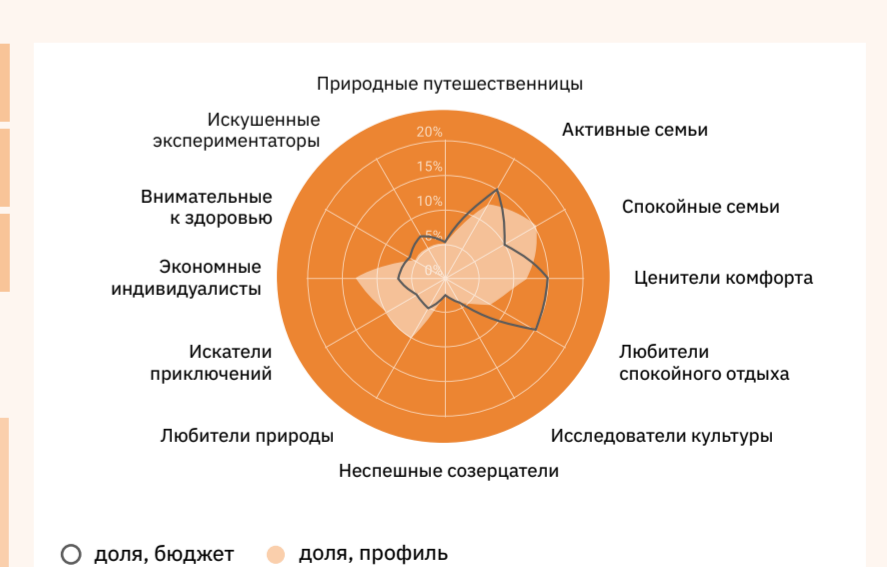 Природные путешественницы
Искушенные
экспериментаторы
Активные семьи
20%
15%
10%
5%
0%
Внимательные
к здоровью
Спокойные семьи
Экономные
индивидуалисты
Ценители комфорта
Искатели
приключений
Любители
спокойного отдыха
Любители природы
Исследователи культуры
Неспешные созерцатели
доля, бюджет
доля, профиль